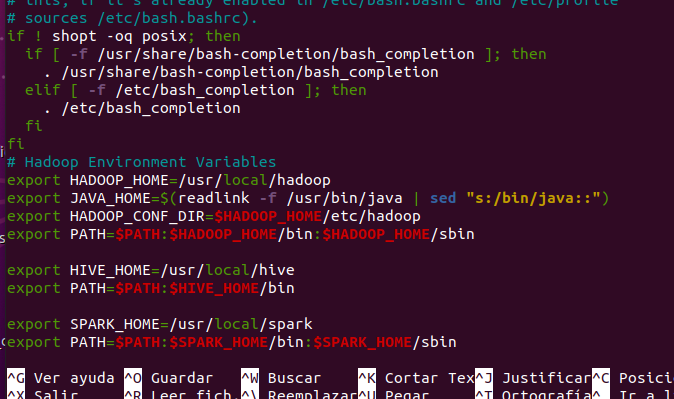 # this, if it's already enabled in /etc/bash.bashrc and /etc/profile
# sources /etc/bash.bashrc).
if ! shopt -oq posix; then
  if [ -f /usr/share/bash-completion/bash_completion ]; then
    . /usr/share/bash-completion/bash_completion
  elif [ -f /etc/bash_completion ]; then
    . /etc/bash_completion
  fi
fi
# Hadoop Environment Variables
export HADOOP_HOME=/usr/local/hadoop
export JAVA_HOME=$(readlink -f /usr/bin/java | sed "s:/bin/java::")
export HADOOP_CONF_DIR=$HADOOP_HOME/etc/hadoop
export PATH=$PATH:$HADOOP_HOME/bin:$HADOOP_HOME/sbin
export HIVE_HOME=/usr/local/hive
export PATH=$PATH:$HIVE_HOME/bin
export SPARK_HOME=/usr/local/spark
export PATH=$PATH:$SPARK_HOME/bin:$SPARK_HOME/sbin
^G Ver ayuda ^O Guardar ^W Buscar ^K Cortar Tex^J Justificar^C Posici
^X Salir ^R Leer fich.^\ Reemplazar^U Pegar ^T Ortografía^ Ir a l